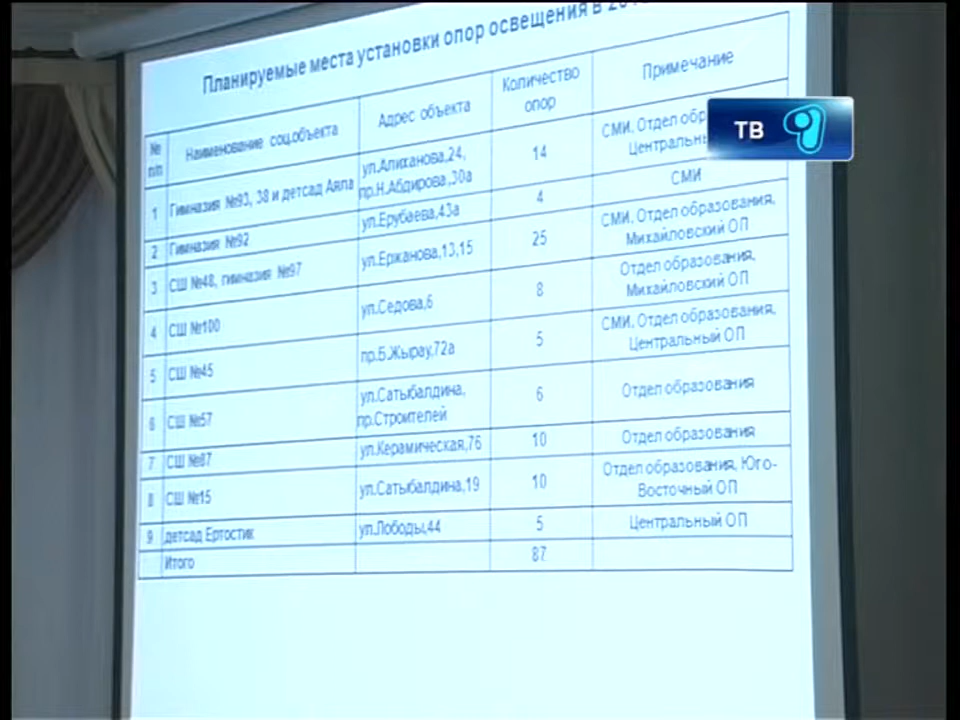 Планируемые места установки опор освещения в
№ п/п Наименование соц.объекта Адрес объекта Количество опор Примечание
1 Гимназия №93, 38 и детсад Аяла ул.Алиханова,24, пр.Н.Абдирова,30а 14 СМИ, Отдел
2 Гимназия №92 ул.Ерубаева,43а 4 СМИ
3 СШ №48, гимназия №97 ул.Ержанова,13,15 25 СМИ, Отдел образования, Михайловский ОП
4 СШ №100 ул.Седова,6 8 Отдел образования, Михайловский ОП
5 СШ №45 пр.Б.Жырау,72а 5 СМИ, Отдел образования, Центральный ОП
6 СШ №57 ул.Сатыбалдина, пр.Строителей 6 Отдел образования
7 СШ №87 ул.Керамическая,76 10 Отдел образования
8 СШ №15 ул.Сатыбалдина,19 10 Отдел образования, Юго-Восточный ОП
9 детсад Ертостик ул.Лободы,44 5 Центральный ОП
Итого 87
ТВ 1